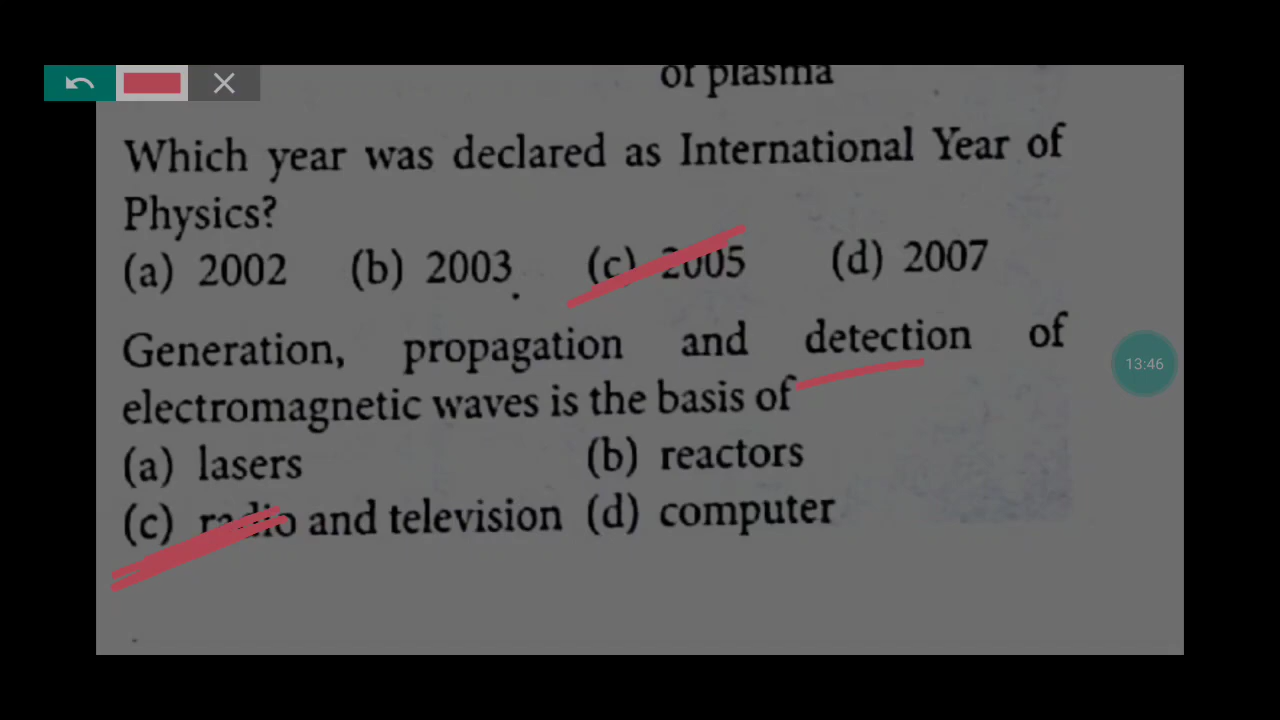 of plasma
Which year was declared as International Year of
Physics?
(a) 2002 (b) 2003 (c) 2005 (d) 2007
Generation, propagation and detection of
13:46
electromagnetic waves is the basis of
(a) lasers (b) reactors
(c) radio and television (d) computer